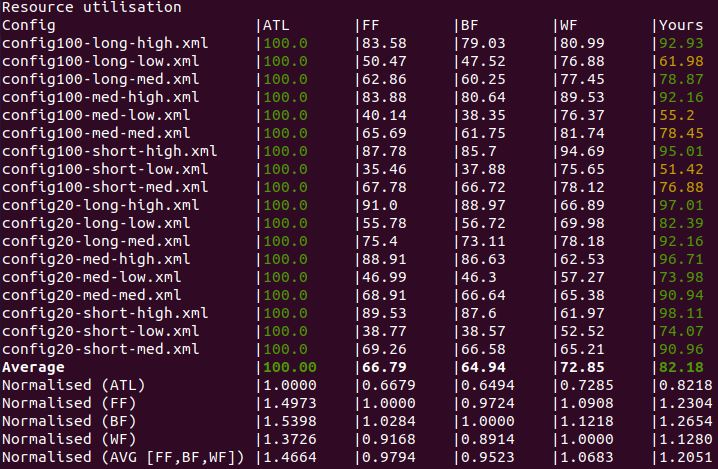 Resource utilisation
Config |ATL |FF |BF |WF |Yours
config100-long-high.xml |100.0 |83.58 |79.03 |80.99 |92.93
config100-long-low.xml |100.0 |50.47 |47.52 |76.88 |61.98
config100-long-med.xml |100.0 |62.86 |60.25 |77.45 |78.87
config100-med-high.xml |100.0 |83.88 |80.64 |89.53 |92.16
config100-med-low.xml |100.0 |40.14 |38.35 |76.37 |55.2
config100-med-med.xml |100.0 |65.69 |61.75 |81.74 |78.45
config100-short-high.xml |100.0 |87.78 |85.7 |94.69 |95.01
config100-short-low.xml |100.0 |35.46 |37.88 |75.65 |51.42
config100-short-med.xml |100.0 |67.78 |66.72 |78.12 |76.88
config20-long-high.xml |100.0 |91.0 |88.97 |66.89 |97.01
config20-long-low.xml |100.0 |55.78 |56.72 |69.98 |82.39
config20-long-med.xml |100.0 |75.4 |73.11 |78.18 |92.16
config20-med-high.xml |100.0 |88.91 |86.63 |62.53 |96.71
config20-med-low.xml |100.0 |46.99 |46.3 |57.27 |73.98
config20-med-med.xml |100.0 |68.91 |66.64 |65.38 |90.94
config20-short-high.xml |100.0 |89.53 |87.6 |61.97 |98.11
config20-short-low.xml |100.0 |38.77 |38.57 |52.52 |74.07
config20-short-med.xml |100.0 |69.26 |66.58 |65.21 |90.96
Average |100.00 |66.79 |64.94 |72.85 |82.18
Normalised (ATL) |1.0000 |0.6679 |0.6494 |0.7285 |0.8218
Normalised (FF) |1.4973 |1.0000 |0.9724 |1.0908 |1.2304
Normalised (BF) |1.5398 |1.0284 |1.0000 |1.1218 |1.2654
Normalised (WF) |1.3726 |0.9168 |0.8914 |1.0000 |1.1280
Normalised (AVG [FF,BF,WF]) |1.4664 |0.9794 |0.9523 |1.0683 |1.2051